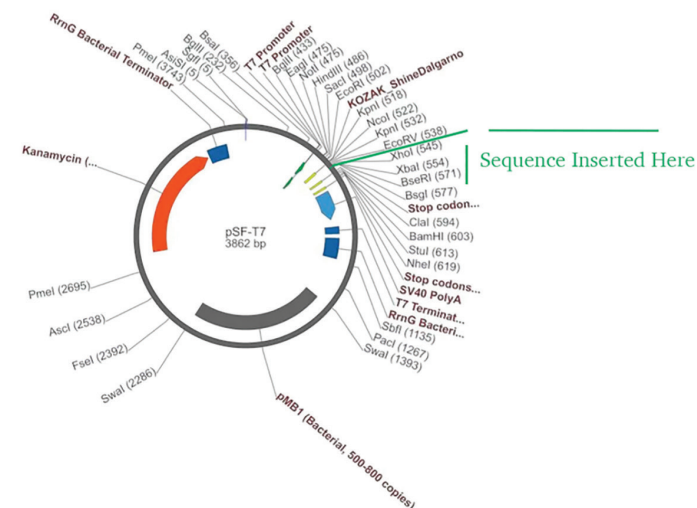 RrnG Bacterial Terminator
PmeI (3743)
AsiSI (5)
SgfI (5)
BglII (232)
BsaI (356)
T7 Promoter
T7 Promoter
BglI (433)
EagI (475)
NotI (475)
HindIII (486)
SacI (498)
EcoRI (502)
KOZAK_ShineDalgarno
KpnI (518)
NcoI (522)
KpnI (532)
EcoRV (538)
XhoI (545)
XbaI (554)
BseRI (571)
BsgI (577)
Stop codon...
ClaI (594)
BamHI (603)
StuI (613)
NheI (619)
Stop codons...
SV40 PolyA
T7 Terminat...
RrnG Bacteri...
SbfI (1135)
PacI (1267)
SwaI (1393)
Sequence Inserted Here
Kanamycin (...
pSF-T7
3862 bp
PmeI (2695)
AscI (2538)
FseI (2392)
SwaI (2286)
pMB1 (Bacterial, 500-800 copies)